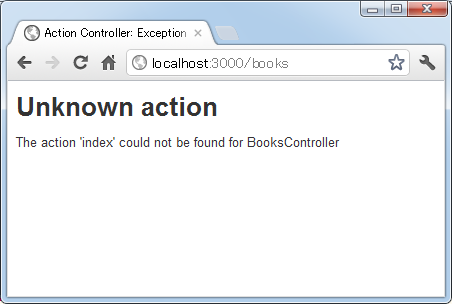 Action Controller: Exception
localhost:3000/books
Unknown action
The action 'index' could not be found for BooksController